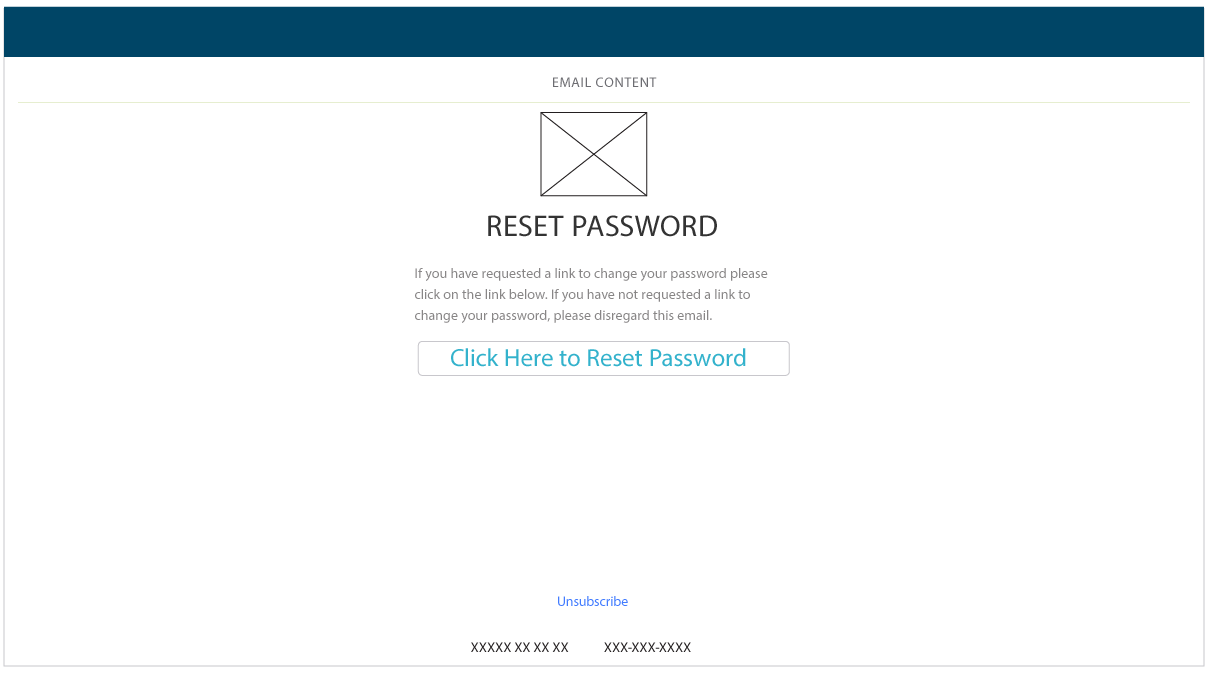 EMAIL CONTENT
RESET PASSWORD
If you have requested a link to change your password please
click on the link below. If you have not requested a link to
change your password, please disregard this email.
Click Here to Reset Password
Unsubscribe
XXXXX XX XX XX XXX-XXX-XXXX